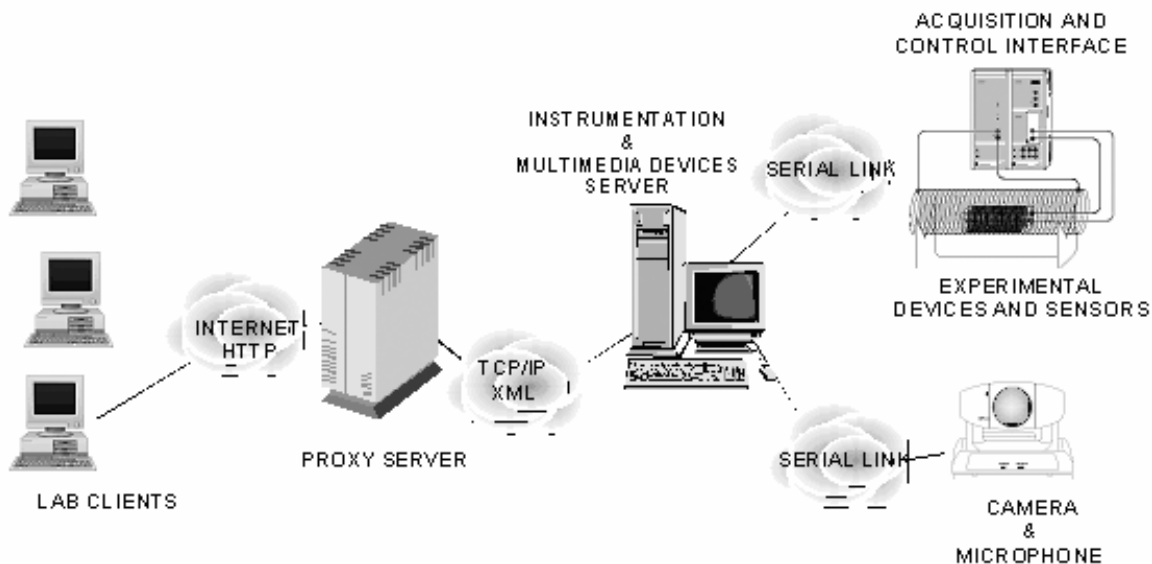 ACQUISITION AND
CONTROL INTERFACE
INSTRUMENTATION
&
MULTIMEDIA DEVICES
SERVER
SERIAL LINK
EXPERIMENTAL
DEVICES AND SENSORS
INTERNET
HTTP
TCP/IP
XML
PROXY SERVER
SERIAL LINK
LAB CLIENTS
CAMERA
&
MICROPHONE